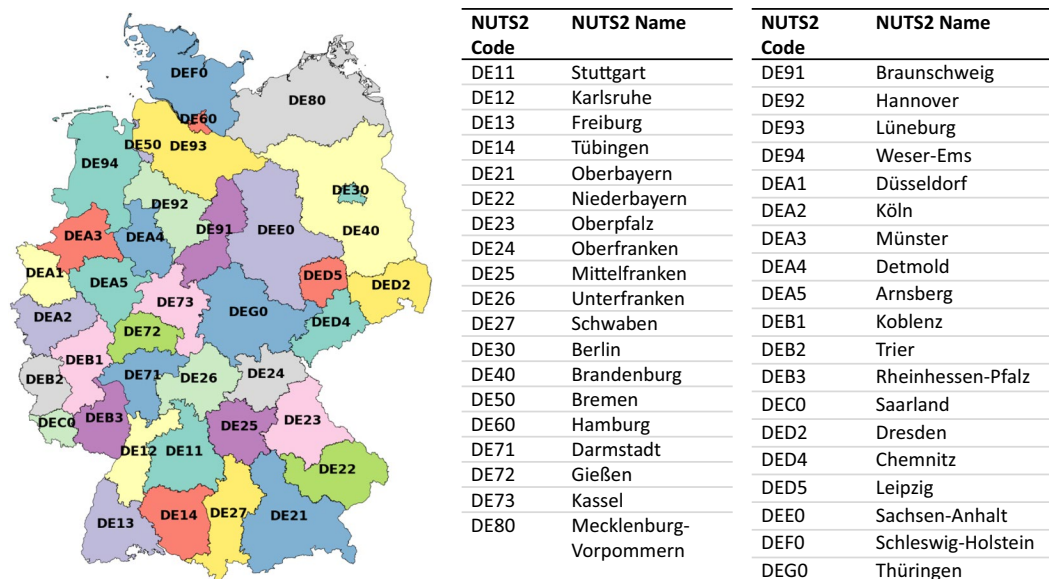 DEF0
DE80
DE60
DE50
DE93
DE94
DE30
DE92
DE91
DEE0
DE40
DEA3
DEA4
DEA1
DEA5
DE73
DED5
DED2
DEA2
DEG0
DED4
DE72
DEB1
DEB2
DE71
DE26
DE24
DEC0
DEB3
DE25
DE23
DE12
DE11
DE22
DE13
DE14
DE27
DE21
NUTS2 Code NUTS2 Name
DE11 Stuttgart
DE12 Karlsruhe
DE13 Freiburg
DE14 Tübingen
DE21 Oberbayern
DE22 Niederbayern
DE23 Oberpfalz
DE24 Oberfranken
DE25 Mittelfranken
DE26 Unterfranken
DE27 Schwaben
DE30 Berlin
DE40 Brandenburg
DE50 Bremen
DE60 Hamburg
DE71 Darmstadt
DE72 Gießen
DE73 Kassel
DE80 Mecklenburg-
Vorpommern
NUTS2 Code NUTS2 Name
DE91 Braunschweig
DE92 Hannover
DE93 Lüneburg
DE94 Weser-Ems
DEA1 Düsseldorf
DEA2 Köln
DEA3 Münster
DEA4 Detmold
DEA5 Arnsberg
DEB1 Koblenz
DEB2 Trier
DEB3 Rheinhessen-Pfalz
DEC0 Saarland
DED2 Dresden
DED4 Chemnitz
DED5 Leipzig
DEE0 Sachsen-Anhalt
DEF0 Schleswig-Holstein
DEG0 Thüringen